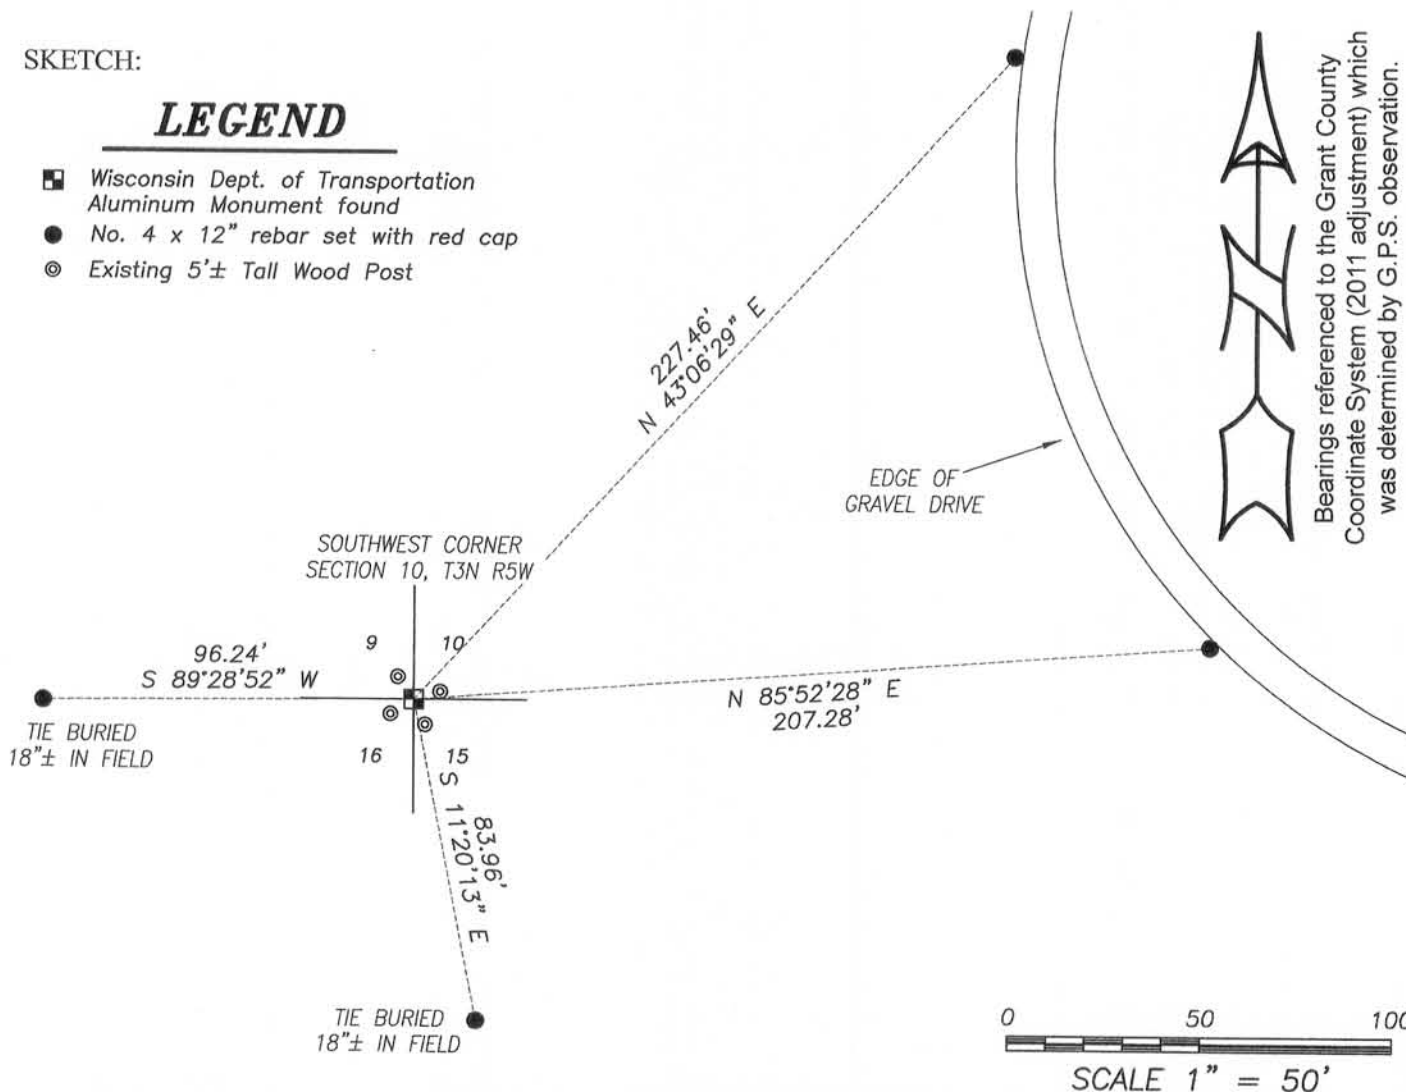 SKETCH:
LEGEND
Wisconsin Dept. of Transportation
Aluminum Monument found
No. 4 x 12" rebar set with red cap
Existing 5'± Tall Wood Post
227.46'
N 43°06'29" E
EDGE OF
GRAVEL DRIVE
SOUTHWEST CORNER
SECTION 10, T3N R5W
9
10
96.24'
S 89°28'52" W
TIE BURIED
18"± IN FIELD
16
15
N 85°52'28" E
207.28'
83.96'
S 11°20'13" E
TIE BURIED
18"± IN FIELD
N
Bearings referenced to the Grant County
Coordinate System (2011 adjustment) which
was determined by G.P.S. observation.
0 50 100
SCALE 1" = 50'